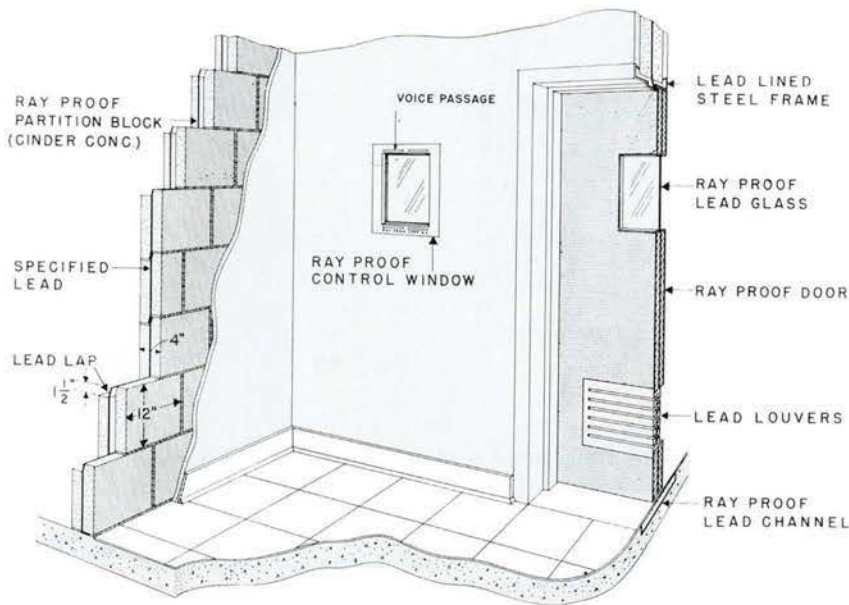 RAY PROOF
PARTITION BLOCK
(CINDER CONC.)
VOICE PASSAGE
LEAD LINED
STEEL FRAME
RAY PROOF
LEAD GLASS
RAY PROOF
CONTROL WINDOW
SPECIFIED
LEAD
RAY PROOF DOOR
4"
LEAD LAP
1 1/2"
12"
LEAD LOUVERS
RAY PROOF
LEAD CHANNEL